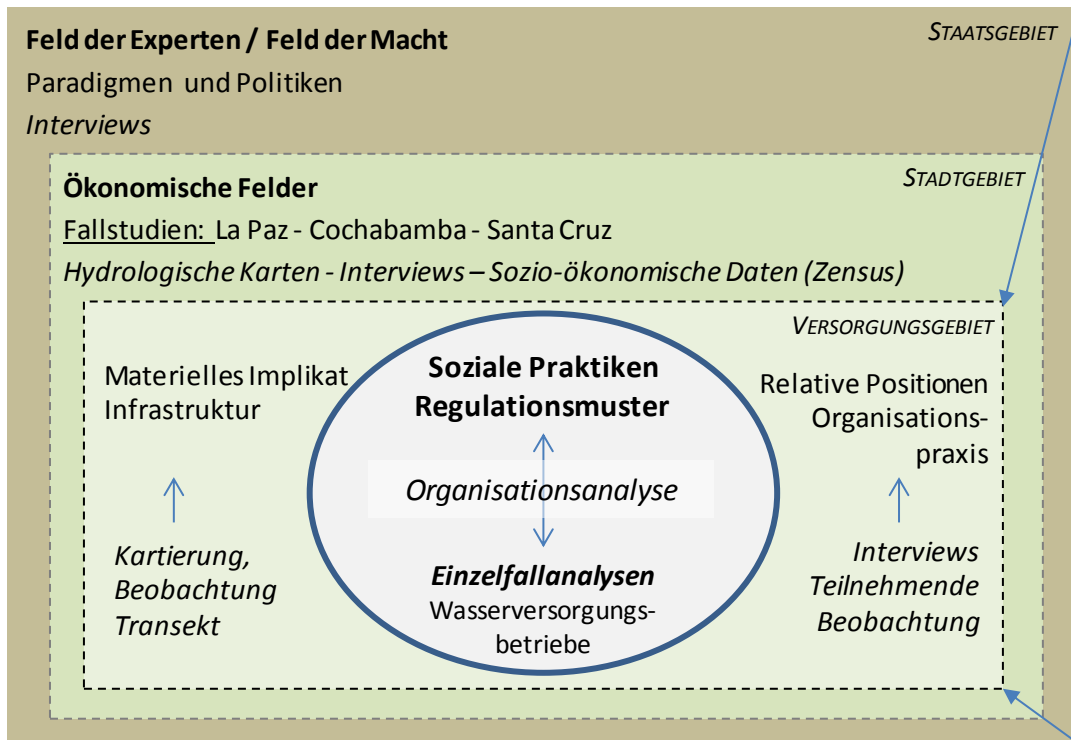 Feld der Experten / Feld der Macht
STAATSGEBIET
Paradigmen und Politiken
Interviews
Ökonomische Felder
STADTGEBIET
Fallstudien: La Paz - Cochabamba - Santa Cruz
Hydrologische Karten - Interviews – Sozio-ökonomische Daten (Zensus)
VERSORGUNGSGEBIET
Materielles Implikat
Infrastruktur
Kartierung,
Beobachtung
Transekt
Soziale Praktiken
Regulationsmuster
Organisationsanalyse
Einzelfallanalysen
Wasserversorgungs-
betriebe
Relative Positionen
Organisations-
praxis
Interviews
Teilnehmende
Beobachtung